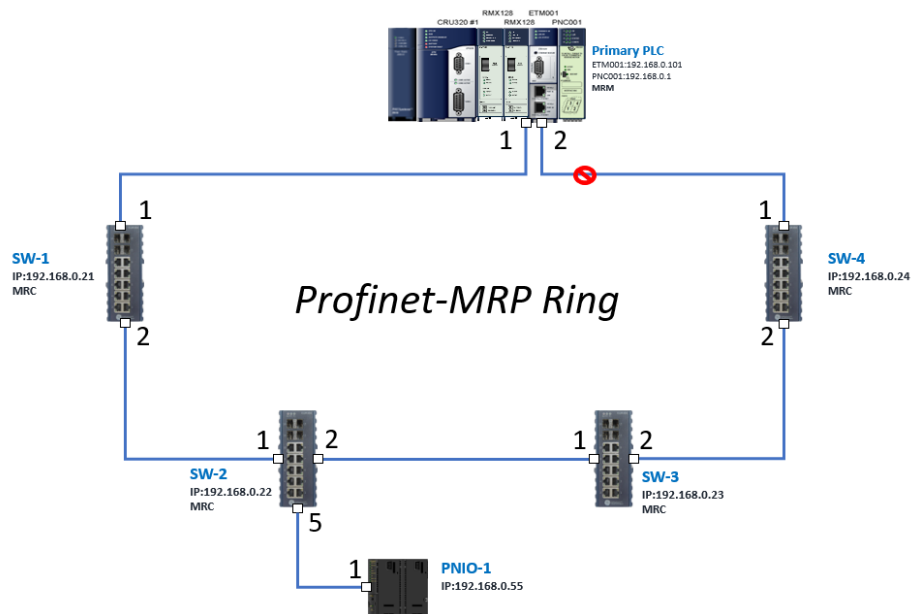 RMX128 ETM001
CRU320 #1 RMX128 PNC001
Primary PLC
ETM001:192.168.0.101
PNC001:192.168.0.1
MRM
1 2
1 1
SW-1
IP:192.168.0.21
MRC
SW-4
IP:192.168.0.24
MRC
Profinet-MRP Ring
2 2
1 2 1 2
SW-2
IP:192.168.0.22
MRC
SW-3
IP:192.168.0.23
MRC
5
1
PNIO-1
IP:192.168.0.55